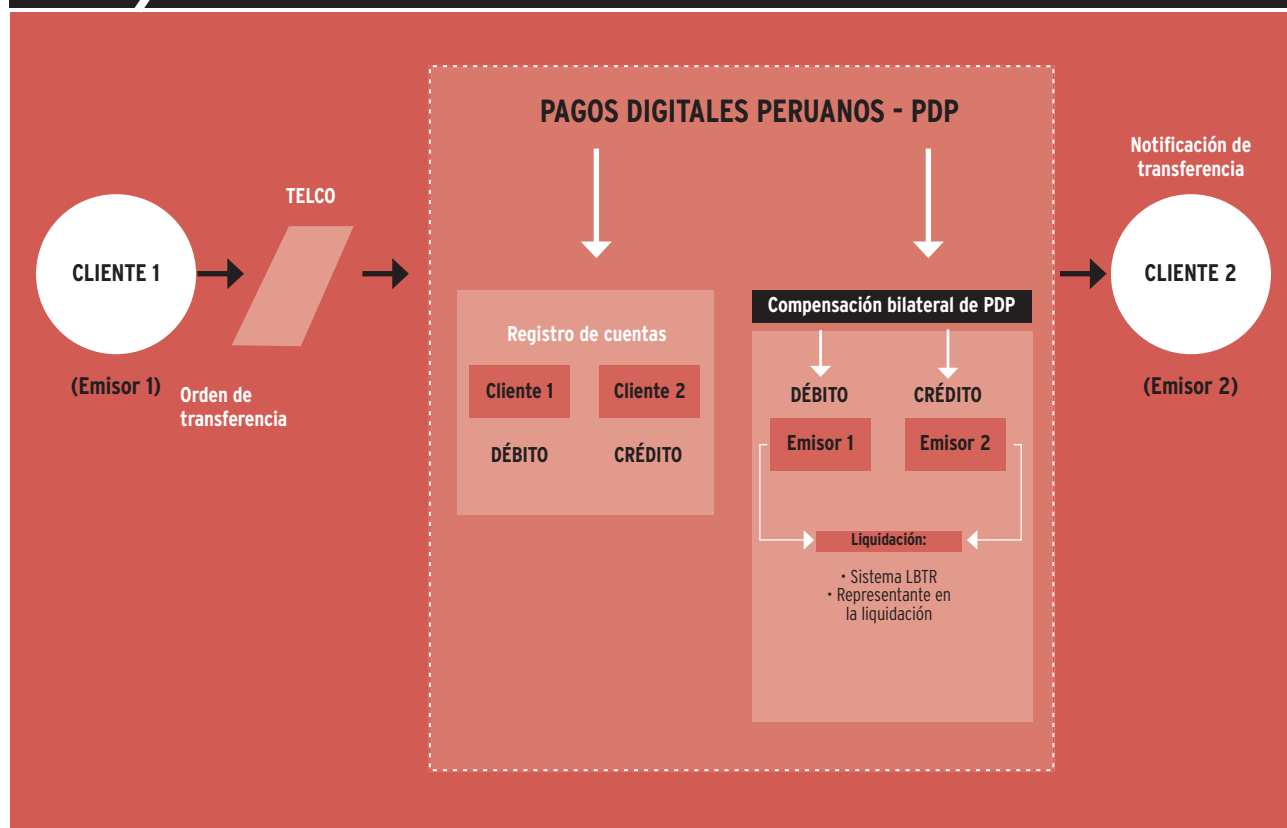 PAGOS DIGITALES PERUANOS - PDP
TELCO
CLIENTE 1
(Emisor 1)
Orden de
transferencia
Registro de cuentas
Cliente 1
Cliente 2
DÉBITO
CRÉDITO
Compensación bilateral de PDP
DÉBITO
CRÉDITO
Emisor 1
Emisor 2
Liquidación:
• Sistema LBTR
• Representante en
la liquidación
Notificación de
transferencia
CLIENTE 2
(Emisor 2)